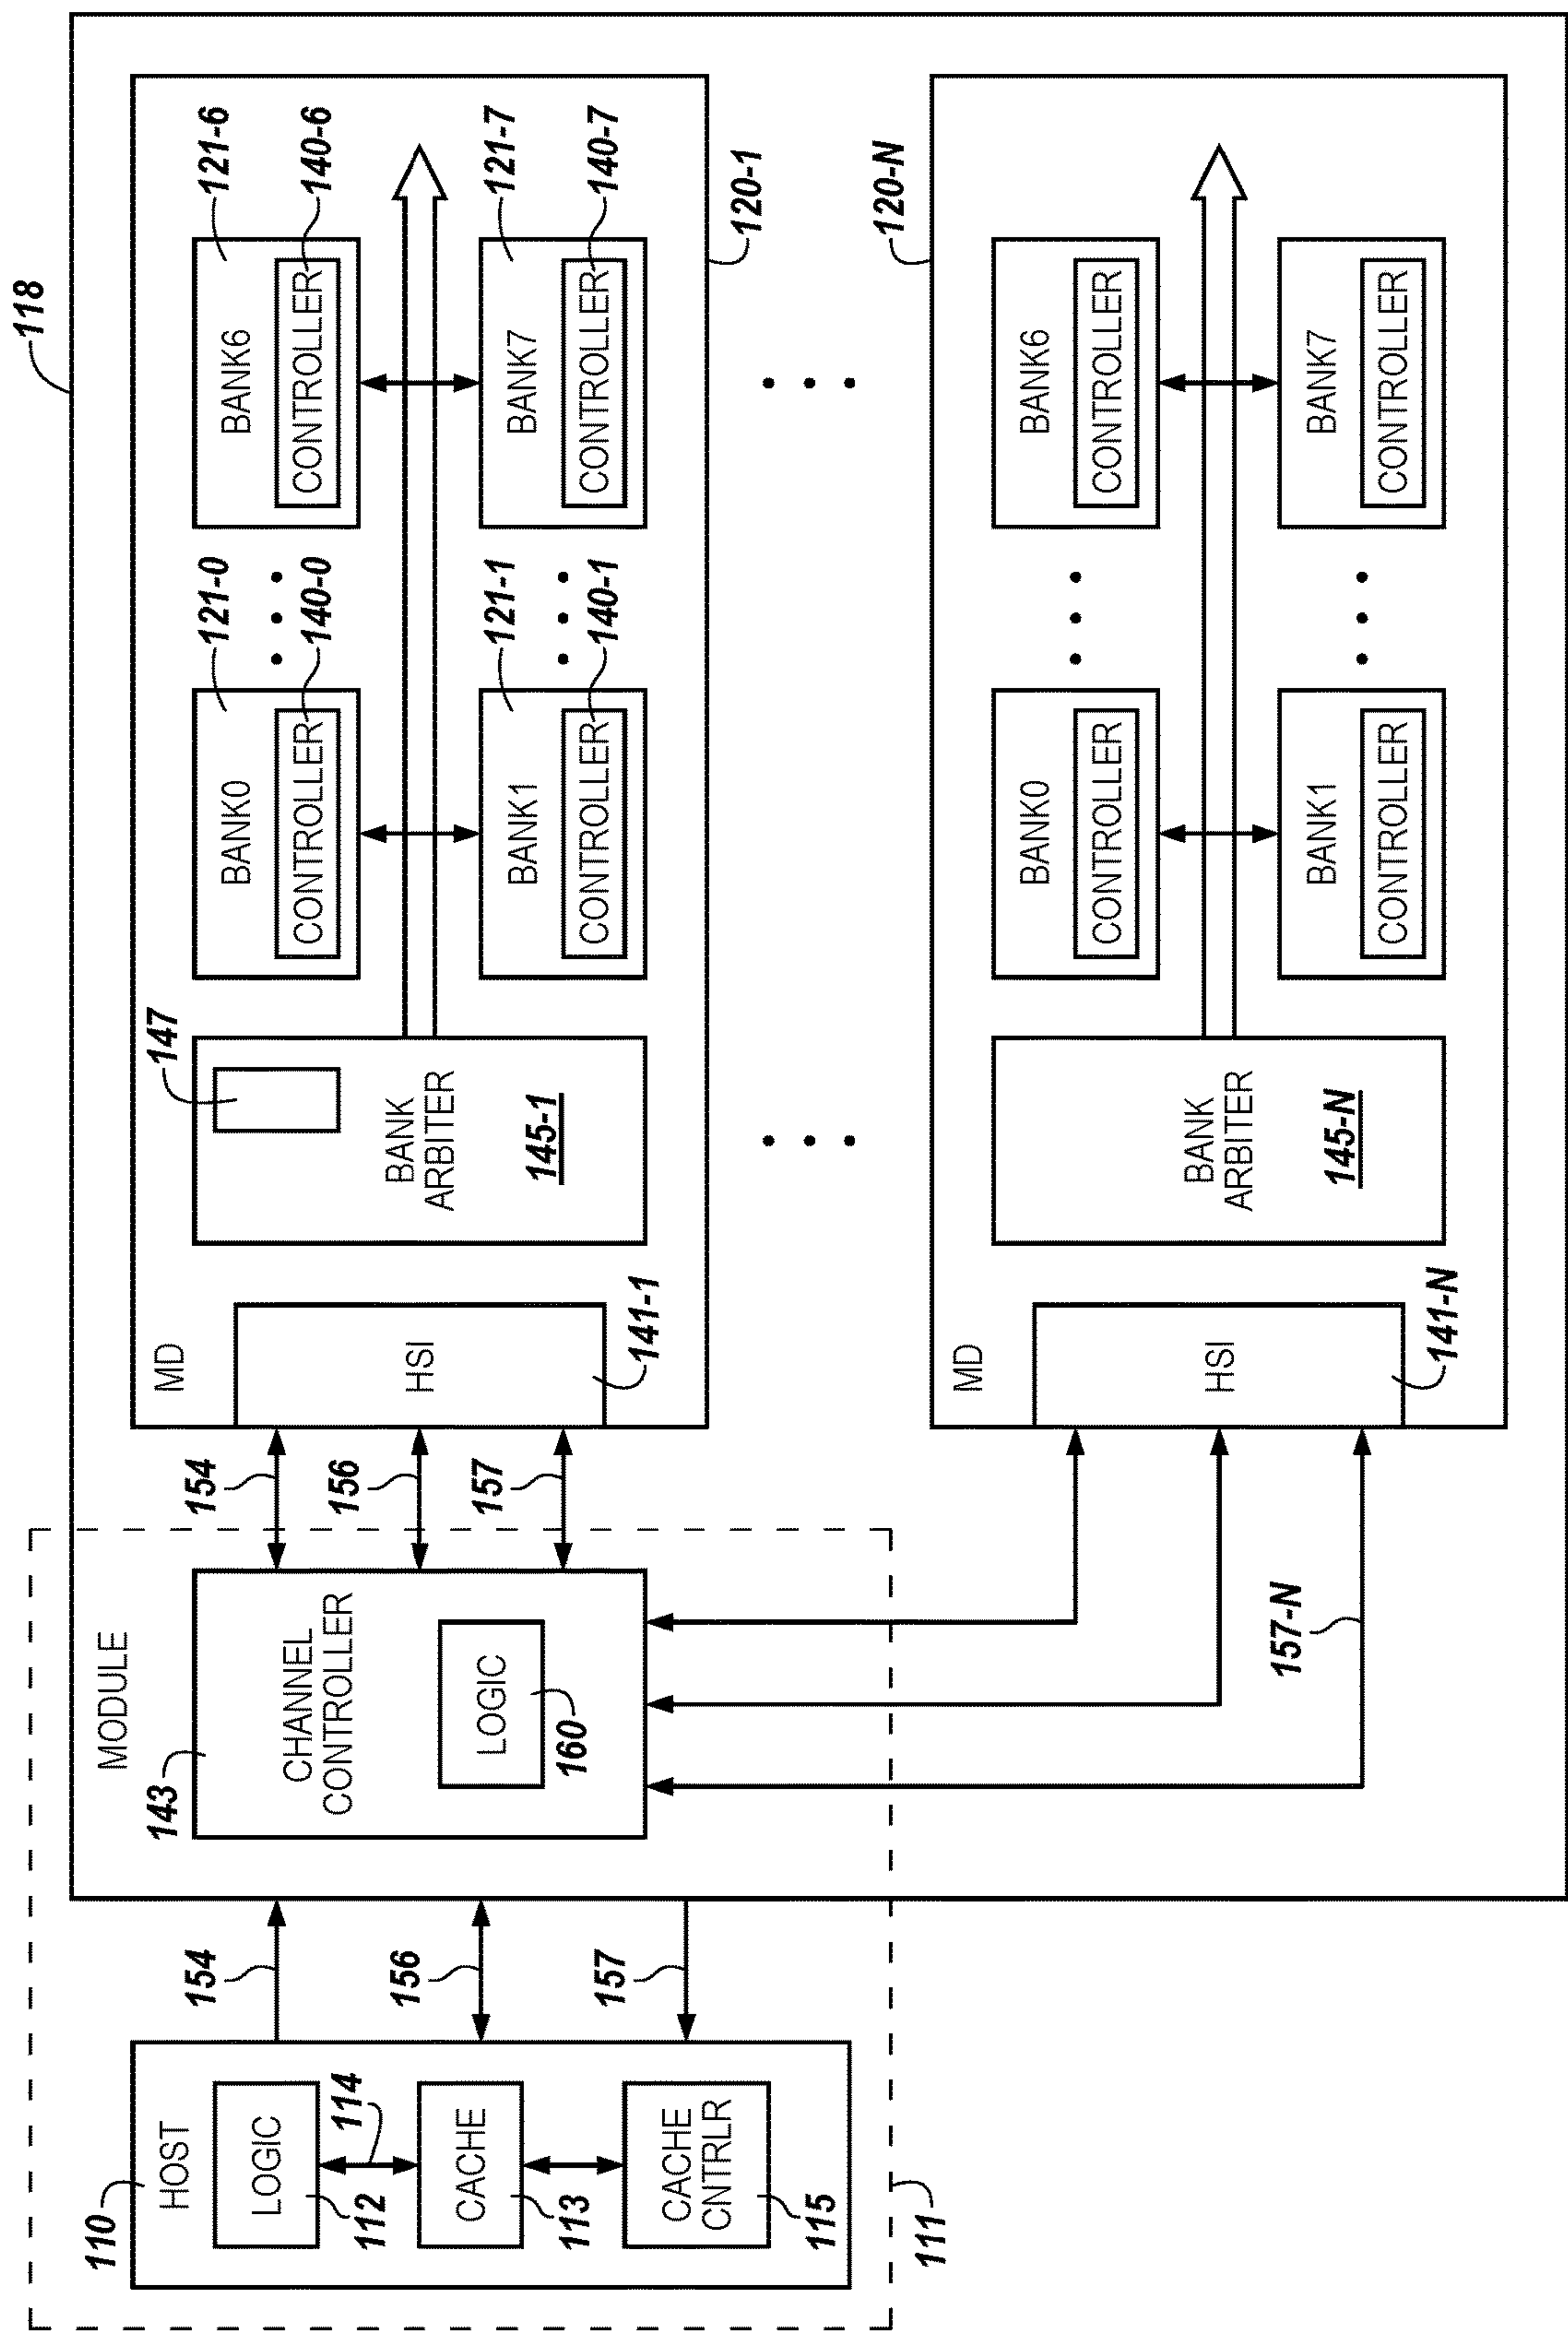 118
110
HOST
LOGIC
112
114
CACHE
113
CACHE
CNTRLR
115
111
154
156
157
MODULE
143
CHANNEL
CONTROLLER
LOGIC
160
154
156
157
157-N
MD
HSI
141-1
147
BANK
ARBITER
145-1
121-0
BANK0
CONTROLLER
140-0
121-1
BANK1
CONTROLLER
140-1
121-6
BANK6
CONTROLLER
140-6
121-7
BANK7
CONTROLLER
140-7
120-1
120-N
MD
HSI
141-N
BANK
ARBITER
145-N
BANK0
CONTROLLER
BANK1
CONTROLLER
BANK6
CONTROLLER
BANK7
CONTROLLER